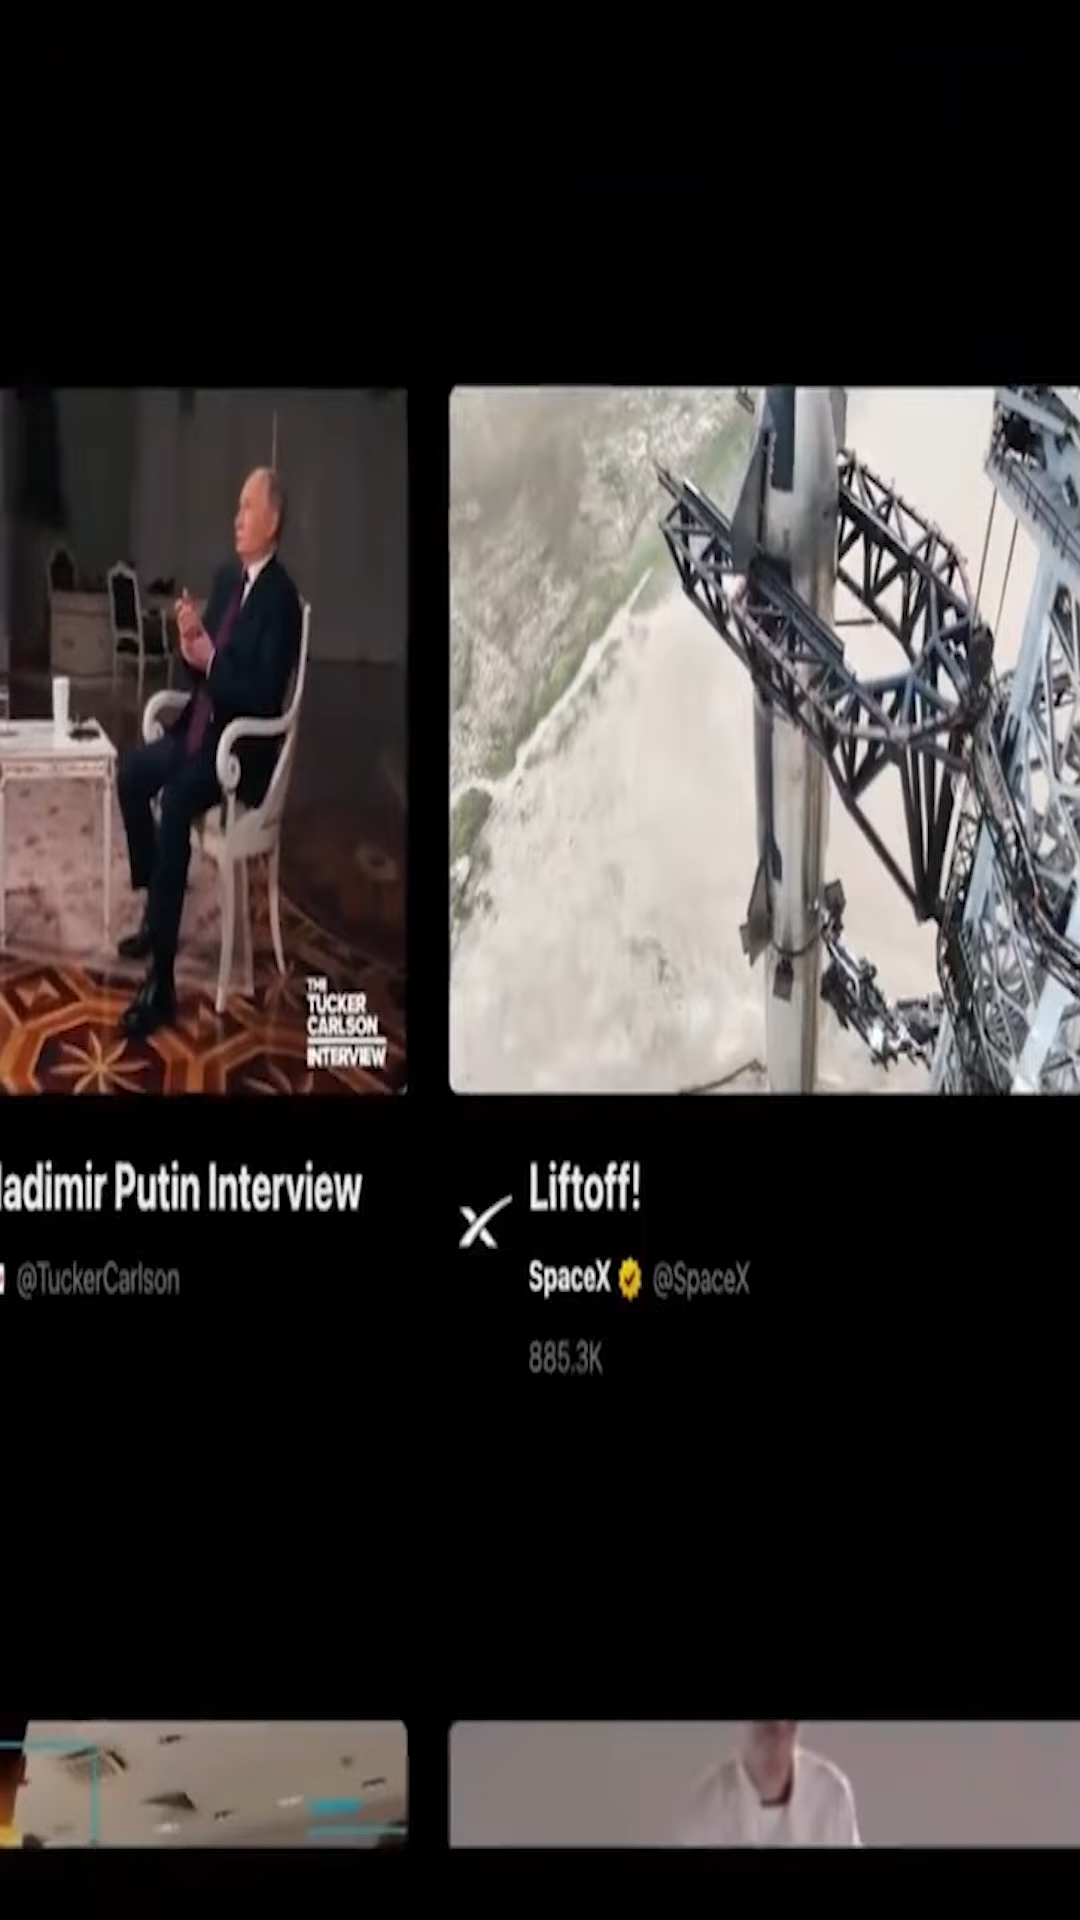 THE
TUCKER
CARLSON
INTERVIEW
ladimir Putin Interview
@TuckerCarlson
Liftoff!
SpaceX @SpaceX
885.3K